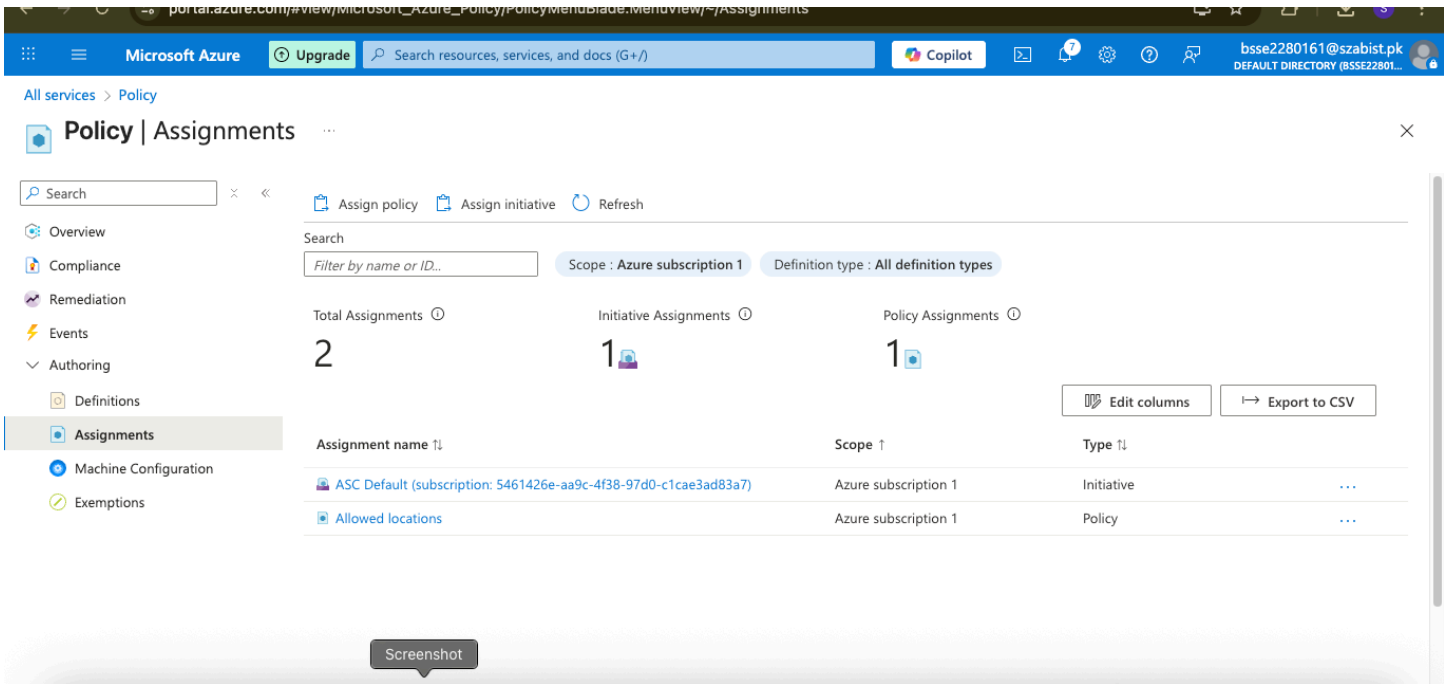 portal.azure.com/#view/Microsoft_Azure_Policy/PolicyMenuBlade.MenuView/~/Assignments
Microsoft Azure
Upgrade
Search resources, services, and docs (G+/)
Copilot
7
bsse2280161@szabist.pk
DEFAULT DIRECTORY (BSSE22801...
All services > Policy
Policy | Assignments ...
Search
Overview
Compliance
Remediation
Events
Authoring
Definitions
Assignments
Machine Configuration
Exemptions
Assign policy Assign initiative Refresh
Search
Filter by name or ID...
Scope : Azure subscription 1
Definition type : All definition types
Total Assignments Initiative Assignments Policy Assignments
2 1 1
Edit columns Export to CSV
Assignment name Scope Type
ASC Default (subscription: 5461426e-aa9c-4f38-97d0-c1cae3ad83a7) Azure subscription 1 Initiative ...
Allowed locations Azure subscription 1 Policy ...
Screenshot